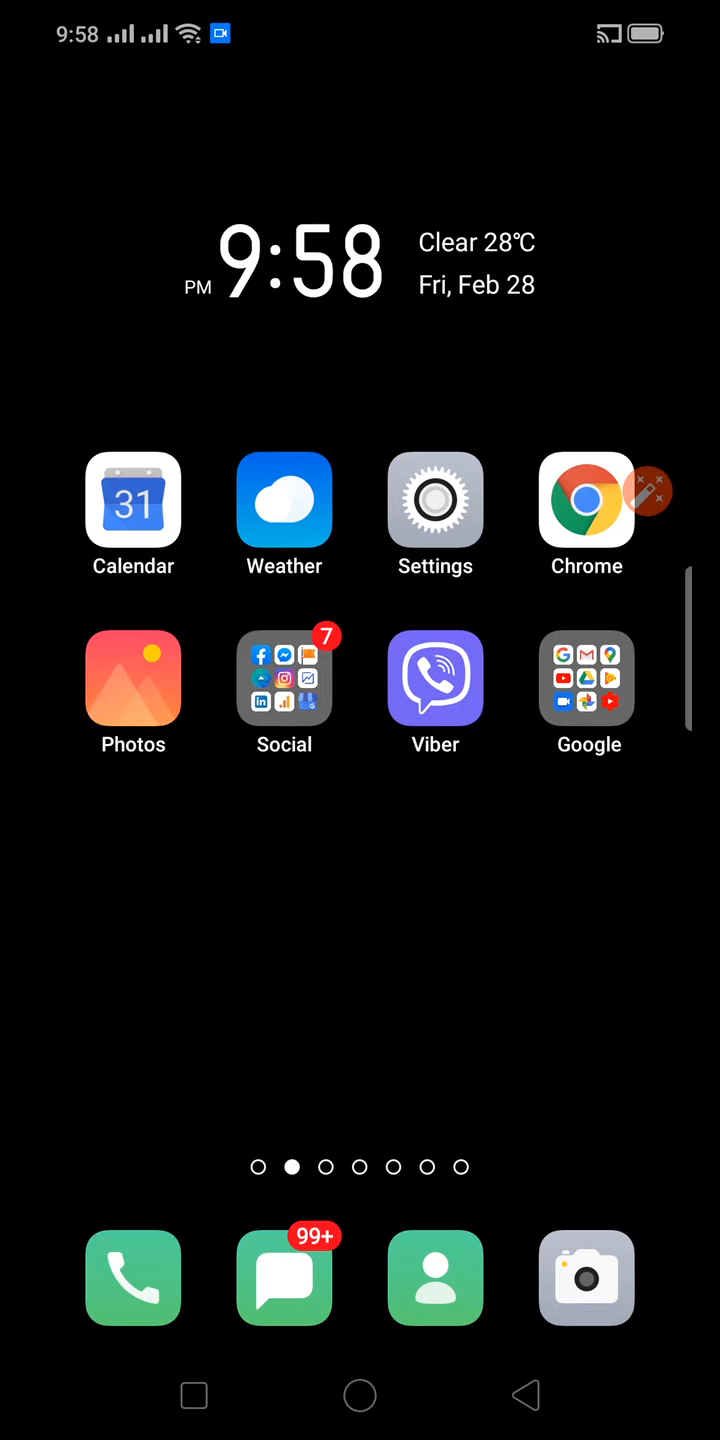 9:58
PM 9:58
Clear 28°C
Fri, Feb 28
31
Calendar
Weather
Settings
Chrome
7
Photos
Social
Viber
Google
99+